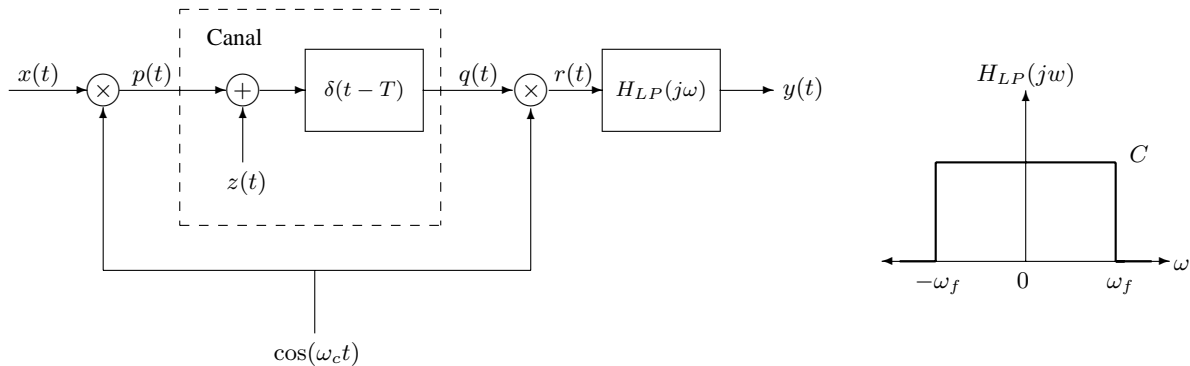 Canal
x(t)
×
p(t)
+
δ(t − T)
q(t)
×
r(t)
H_{LP}(jω)
y(t)
z(t)
cos(ω_c t)
H_{LP}(jw)
C
ω
−ω_f
0
ω_f